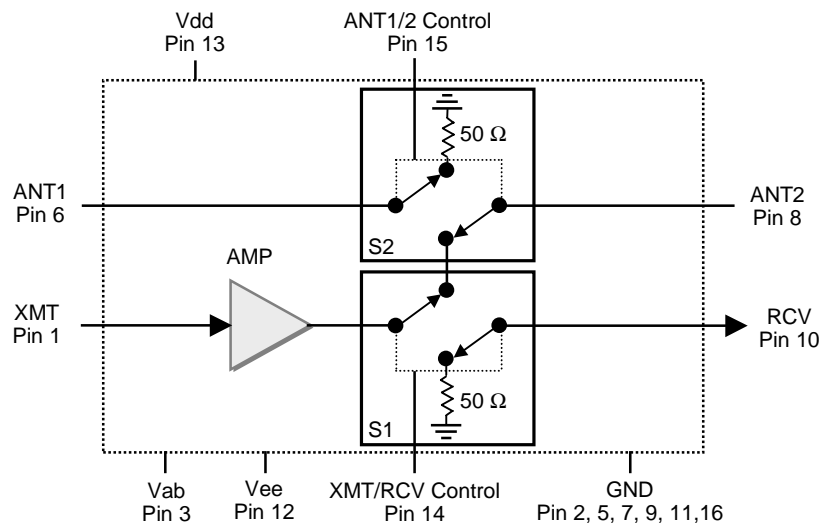 Vdd
Pin 13
ANT1/2 Control
Pin 15
50 Ω
ANT1
Pin 6
ANT2
Pin 8
S2
AMP
XMT
Pin 1
RCV
Pin 10
50 Ω
S1
Vab
Pin 3
Vee
Pin 12
XMT/RCV Control
Pin 14
GND
Pin 2, 5, 7, 9, 11,16